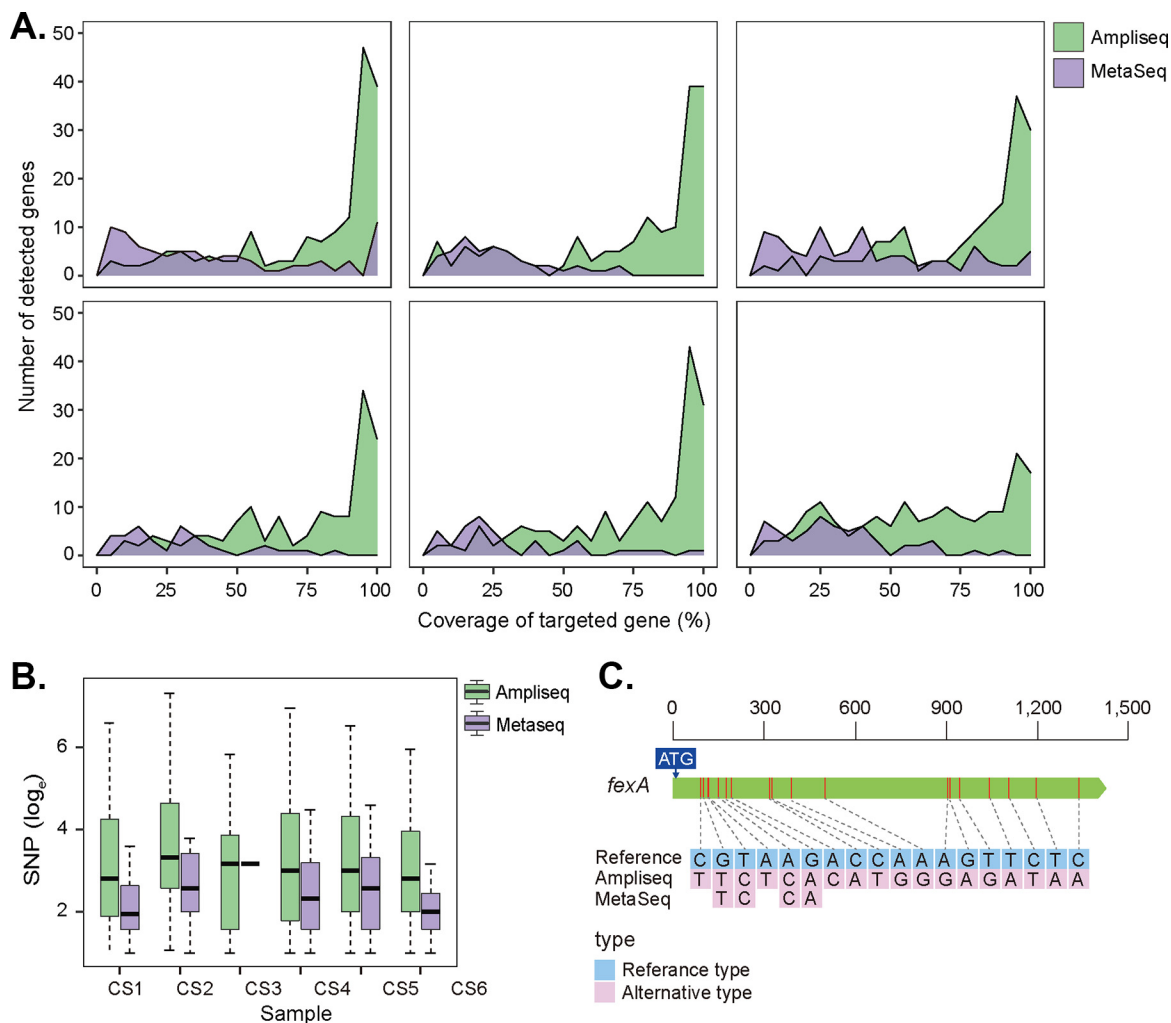 A.
Ampliseq
MetaSeq
Number of detected genes
50
40
30
20
10
0
50
40
30
20
10
0
0 25 50 75 100
0 25 50 75 100
0 25 50 75 100
Coverage of targeted gene (%)
B.
Ampliseq
Metaseq
SNP (logₑ)
6
4
2
CS1 CS2 CS3 CS4 CS5 CS6
Sample
C.
0 300 600 900 1,200 1,500
ATG
fexA
Reference C G T A A G A C C A A A G T T C T C
Ampliseq T T C T C A C A T G G G A G A T A A
MetaSeq T C C A
type
Referance type
Alternative type